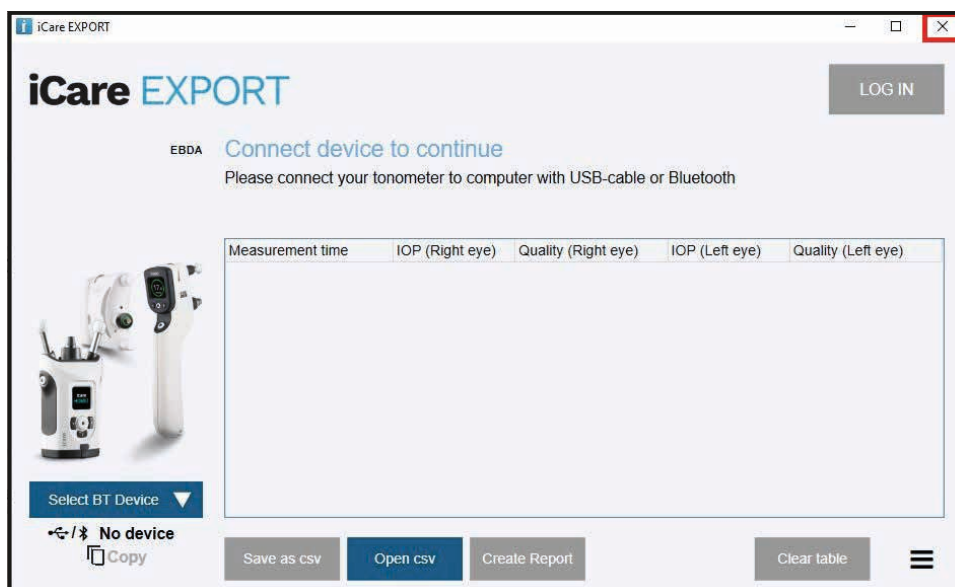 iCare EXPORT
iCare EXPORT
LOG IN
EBDA
Connect device to continue
Please connect your tonometer to computer with USB-cable or Bluetooth
Measurement time IOP (Right eye) Quality (Right eye) IOP (Left eye) Quality (Left eye)
Select BT Device
/ No device
Copy
Save as csv Open csv Create Report Clear table